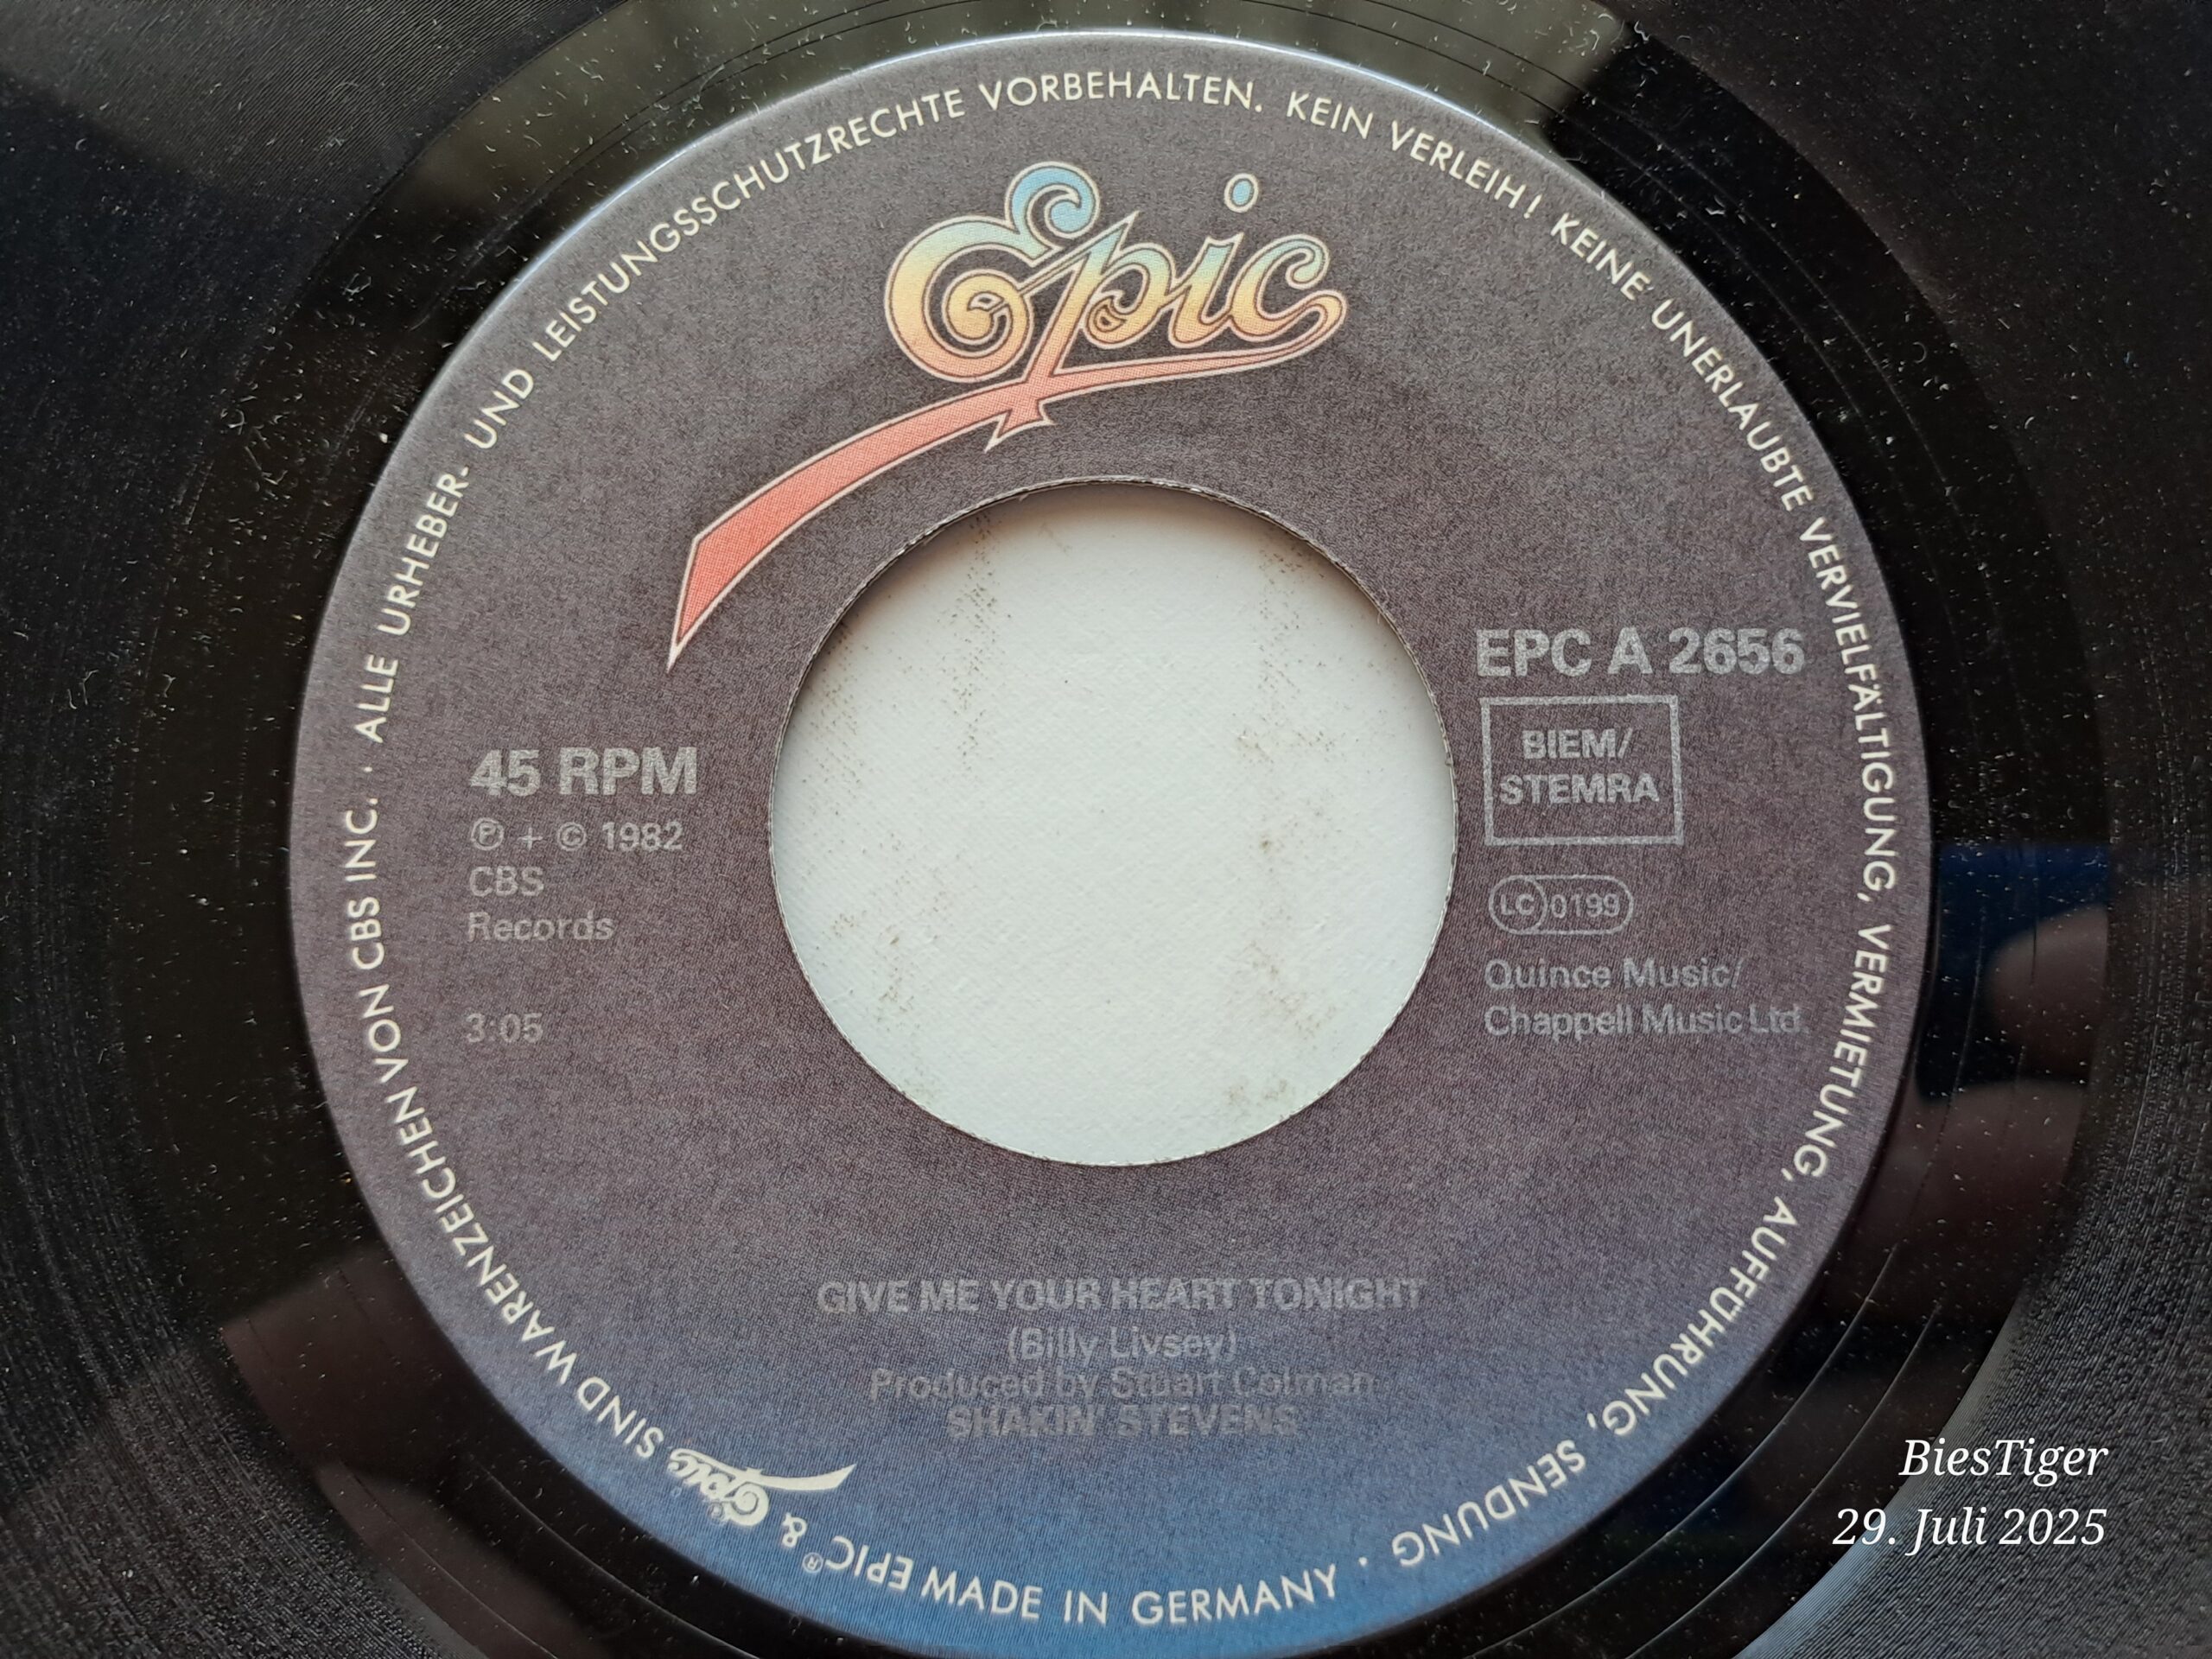 EPIC® & Epic SIND WARENZEICHEN VON CBS INC. · ALLE URHEBER- UND LEISTUNGSSCHUTZRECHTE VORBEHALTEN. KEIN VERLEIH! KEINE UNERLAUBTE VERVIELFÄLTIGUNG, VERMIETUNG, AUFFÜHRUNG, SENDUNG ·
MADE IN GERMANY
Epic
45 RPM
℗ + © 1982
CBS
Records
3:05
EPC A 2656
BIEM/
STEMRA
LC 0199
Quince Music/
Chappell Music Ltd.
GIVE ME YOUR HEART TONIGHT
(Billy Livsey)
Produced by Stuart Colman
SHAKIN' STEVENS
BiesTiger
29. Juli 2025